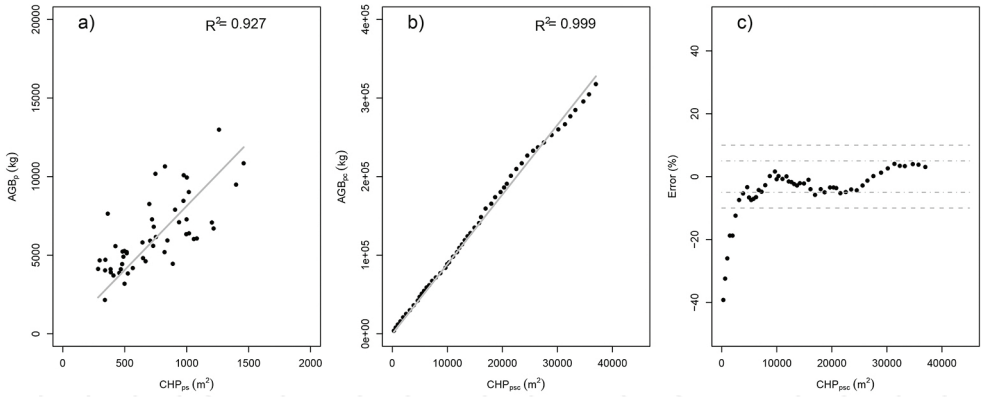 a) R²= 0.927
AGBₚ (kg)
20000
15000
10000
5000
0
0 500 1000 1500 2000
CHPₚₛ (m²)
b) R²= 0.999
AGBₚc (kg)
4e+05
3e+05
2e+05
1e+05
0e+00
0 10000 20000 30000 40000
CHPₚₛc (m²)
c)
Error (%)
40
20
0
−20
−40
0 10000 20000 30000 40000
CHPₚₛc (m²)